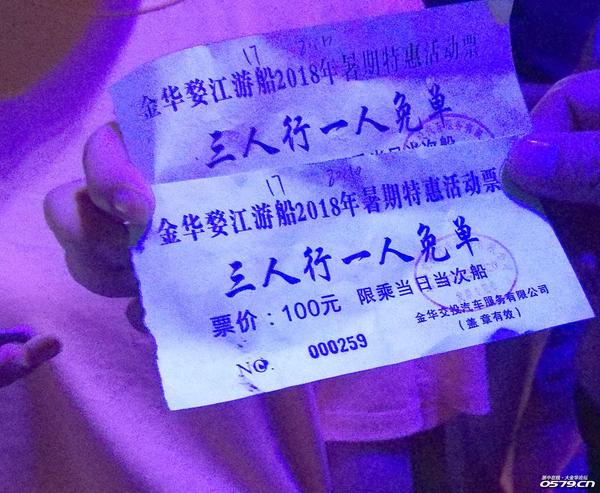 17
金华婺江游船2018年暑期特惠活动票
三人行一人免单
17
金华婺江游船2018年暑期特惠活动票
三人行一人免单
票价：100元 限乘当日当次船
金华交投汽车服务有限公司
（盖章有效）
NO. 000259
0579.CN